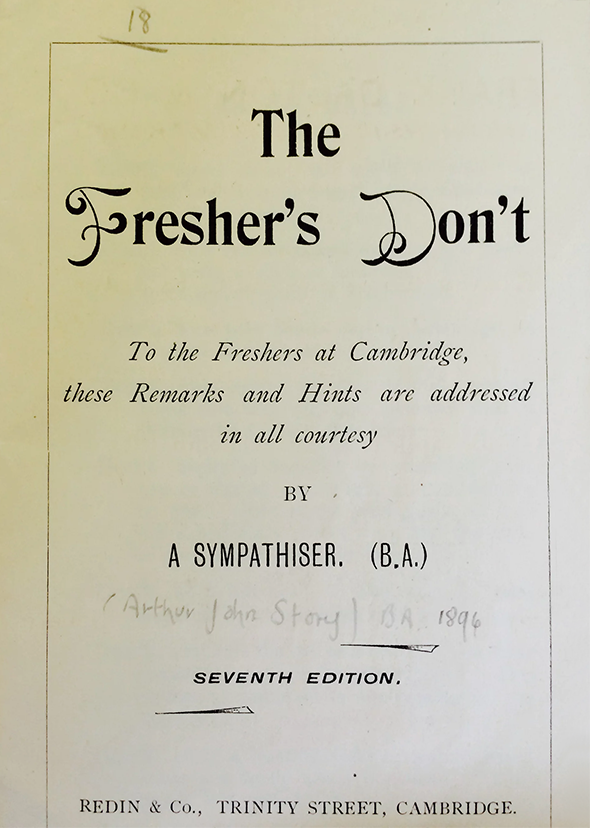 18
The
Fresher's Don't
To the Freshers at Cambridge,
these Remarks and Hints are addressed
in all courtesy
BY
A SYMPATHISER. (B.A.)
(Arthur John Story) BA. 1896
SEVENTH EDITION.
REDIN & Co., TRINITY STREET, CAMBRIDGE.